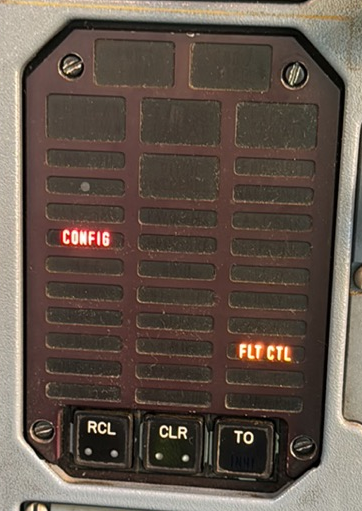 CONFIG
FLT CTL
RCL CLR TO